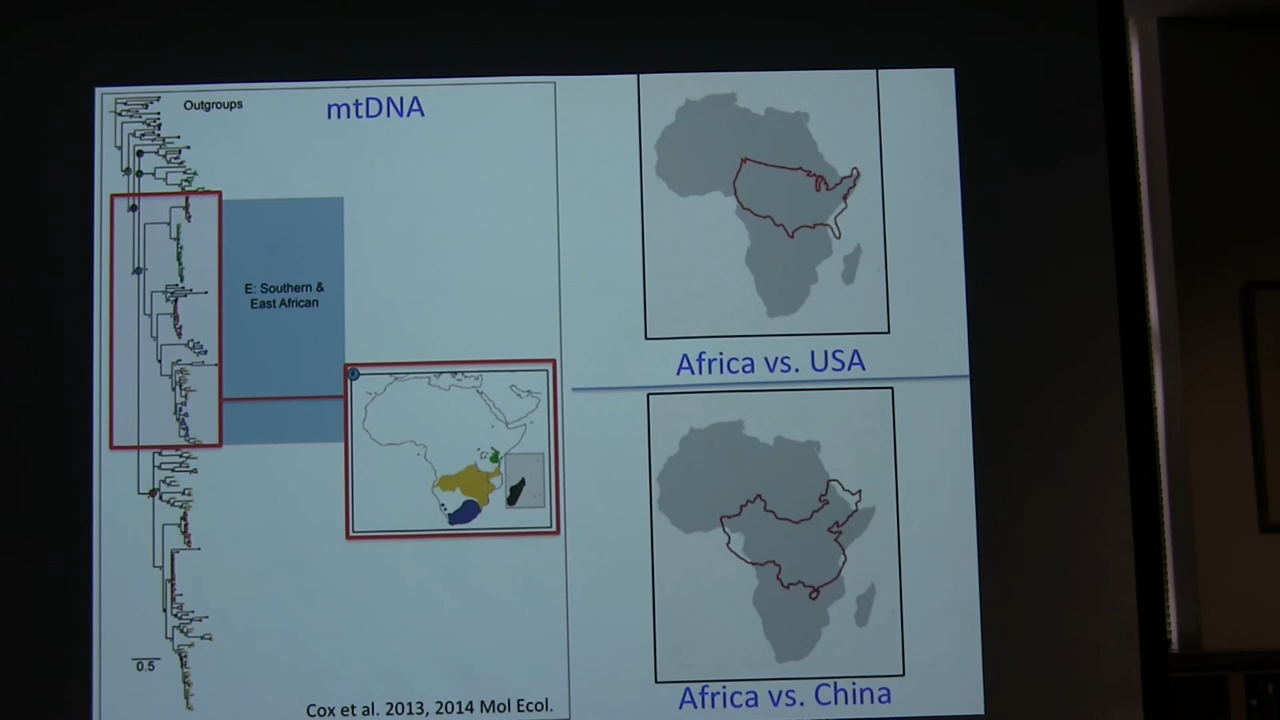 Outgroups
mtDNA
E: Southern &
East African
0.5
Cox et al. 2013, 2014 Mol Ecol.
Africa vs. USA
Africa vs. China